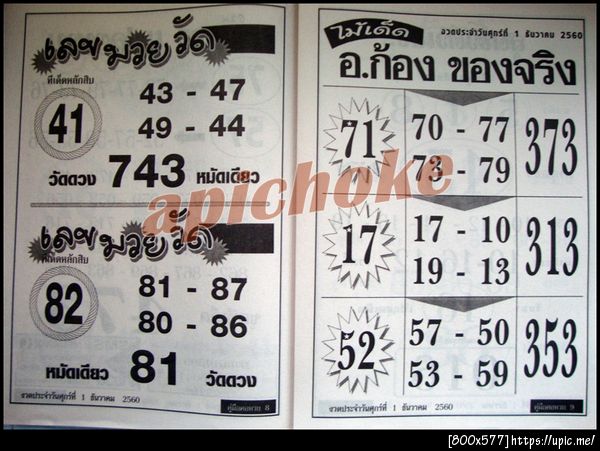 เลขมวยวัด
ทีเด็ดหลักสิบ
41
43 - 47
49 - 44
วัดดวง 743 หมัดเดียว
เลขมวยวัด
ทีเด็ดหลักสิบ
82
81 - 87
80 - 86
หมัดเดียว 81 วัดดวง
งวดประจำวันศุกร์ที่ 1 ธันวาคม 2560
8
ไม้เด็ด
งวดประจำวันศุกร์ที่ 1 ธันวาคม 2560
อ.ก้อง ของจริง
71
70 - 77
73 - 79
373
17
17 - 10
19 - 13
313
52
57 - 50
53 - 59
353
งวดประจำวันศุกร์ที่ 1 ธันวาคม 2560
9
apichoke
[800x577]https://upic.me/